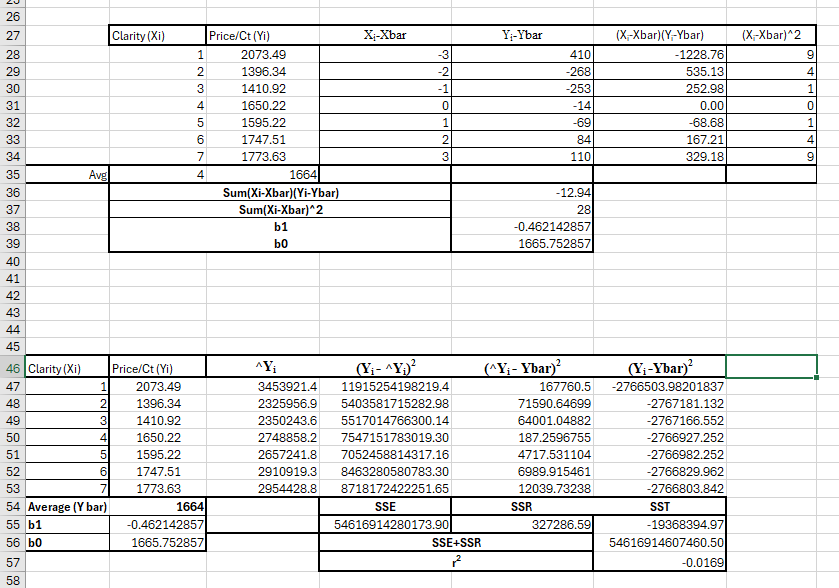 25
26
27 Clarity (Xi) Price/Ct (Yi) Xi-Xbar Yi-Ybar (Xi-Xbar)(Yi-Ybar) (Xi-Xbar)^2
28 1 2073.49 -3 410 -1228.76 9
29 2 1396.34 -2 -268 535.13 4
30 3 1410.92 -1 -253 252.98 1
31 4 1650.22 0 -14 0.00 0
32 5 1595.22 1 -69 -68.68 1
33 6 1747.51 2 84 167.21 4
34 7 1773.63 3 110 329.18 9
35 Avg 4 1664
36 Sum(Xi-Xbar)(Yi-Ybar) -12.94
37 Sum(Xi-Xbar)^2 28
38 b1 -0.462142857
39 b0 1665.752857
40
41
42
43
44
45
46 Clarity (Xi) Price/Ct (Yi) ^Yi (Yi- ^Yi)² (^Yi- Ybar)² (Yi-Ybar)²
47 1 2073.49 3453921.4 11915254198219.4 167760.5 -2766503.98201837
48 2 1396.34 2325956.9 5403581715282.98 71590.64699 -2767181.132
49 3 1410.92 2350243.6 5517014766300.14 64001.04882 -2767166.552
50 4 1650.22 2748858.2 7547151783019.30 187.2596755 -2766927.252
51 5 1595.22 2657241.8 7052458814317.16 4717.531104 -2766982.252
52 6 1747.51 2910919.3 8463280580783.30 6989.915461 -2766829.962
53 7 1773.63 2954428.8 8718172422251.65 12039.73238 -2766803.842
54 Average (Y bar) 1664 SSE SSR SST
55 b1 -0.462142857 54616914280173.90 327286.59 -19368394.97
56 b0 1665.752857 SSE+SSR 54616914607460.50
57 r² -0.0169
58